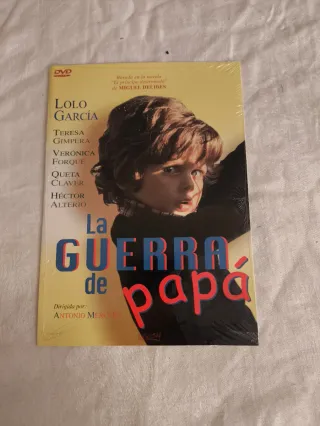 DVD
Basada en la novela
"El príncipe destronado"
de MIGUEL DELIBES
LOLO
GARCÍA
TERESA
GIMPERA
VERÓNICA
FORQUÉ
QUETA
CLAVER
HÉCTOR
ALTERIO
La
GUERRA
de papá
Dirigida por
ANTONIO